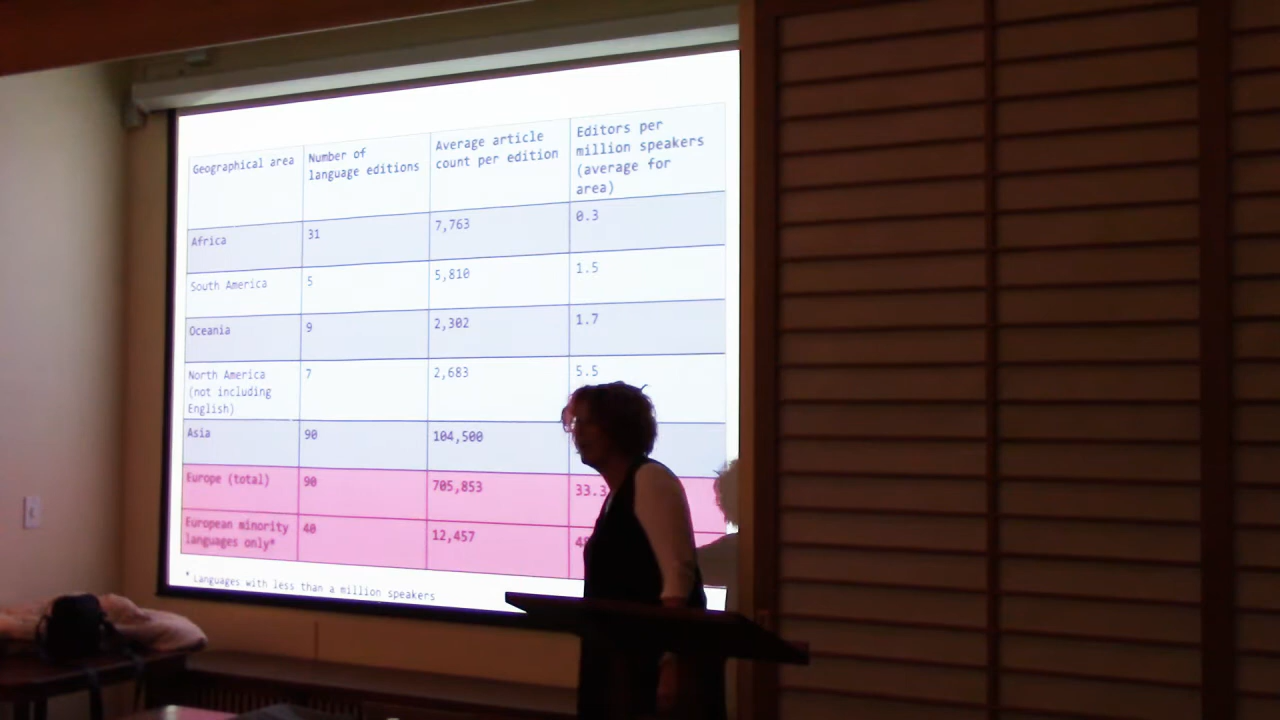 Geographical area
Number of
language editions
Average article
count per edition
Editors per
million speakers
(average for
area)
Africa
31
7,763
0.3
South America
5
5,810
1.5
Oceania
9
2,302
1.7
North America
(not including
English)
7
2,683
5.5
Asia
90
104,500
Europe (total)
90
705,853
33.3
European minority
languages only*
40
12,457
* Languages with less than a million speakers